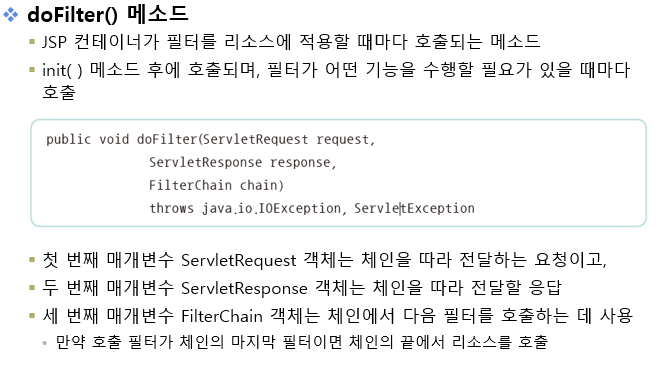 doFilter() 메소드
JSP 컨테이너가 필터를 리소스에 적용할 때마다 호출되는 메소드
init( ) 메소드 후에 호출되며, 필터가 어떤 기능을 수행할 필요가 있을 때마다
호출
public void doFilter(ServletRequest request,
ServletResponse response,
FilterChain chain)
throws java.io.IOException, ServletException
첫 번째 매개변수 ServletRequest 객체는 체인을 따라 전달하는 요청이고,
두 번째 매개변수 ServletResponse 객체는 체인을 따라 전달할 응답
세 번째 매개변수 FilterChain 객체는 체인에서 다음 필터를 호출하는 데 사용
만약 호출 필터가 체인의 마지막 필터이면 체인의 끝에서 리소스를 호출